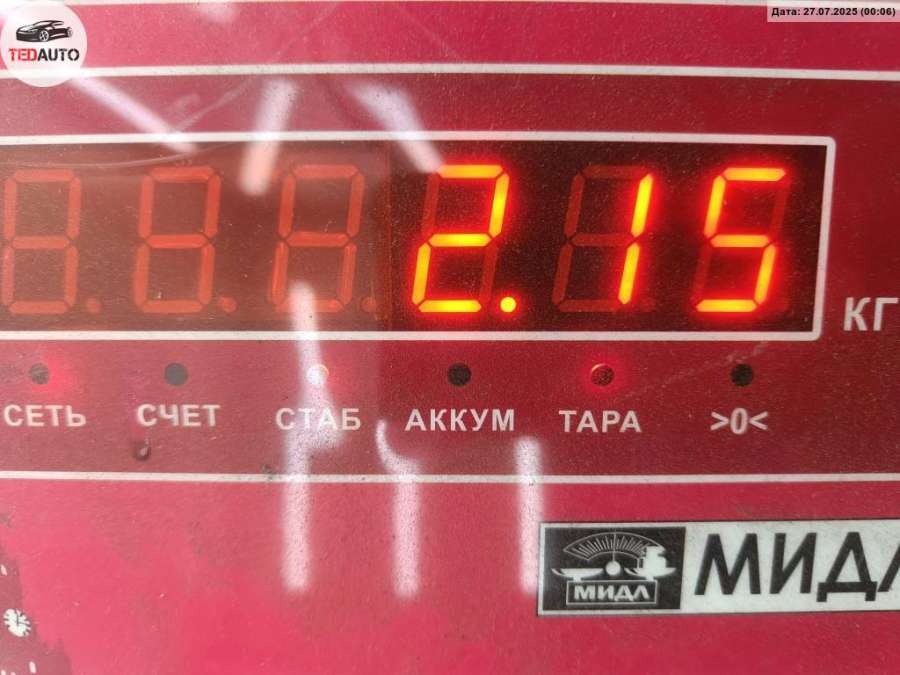 Дата: 27.07.2025 (00:06)
TEDAUTO
2.15
КГ
СЕТЬ СЧЕТ СТАБ АККУМ ТАРА >0<
МИДЛ МИДЛ